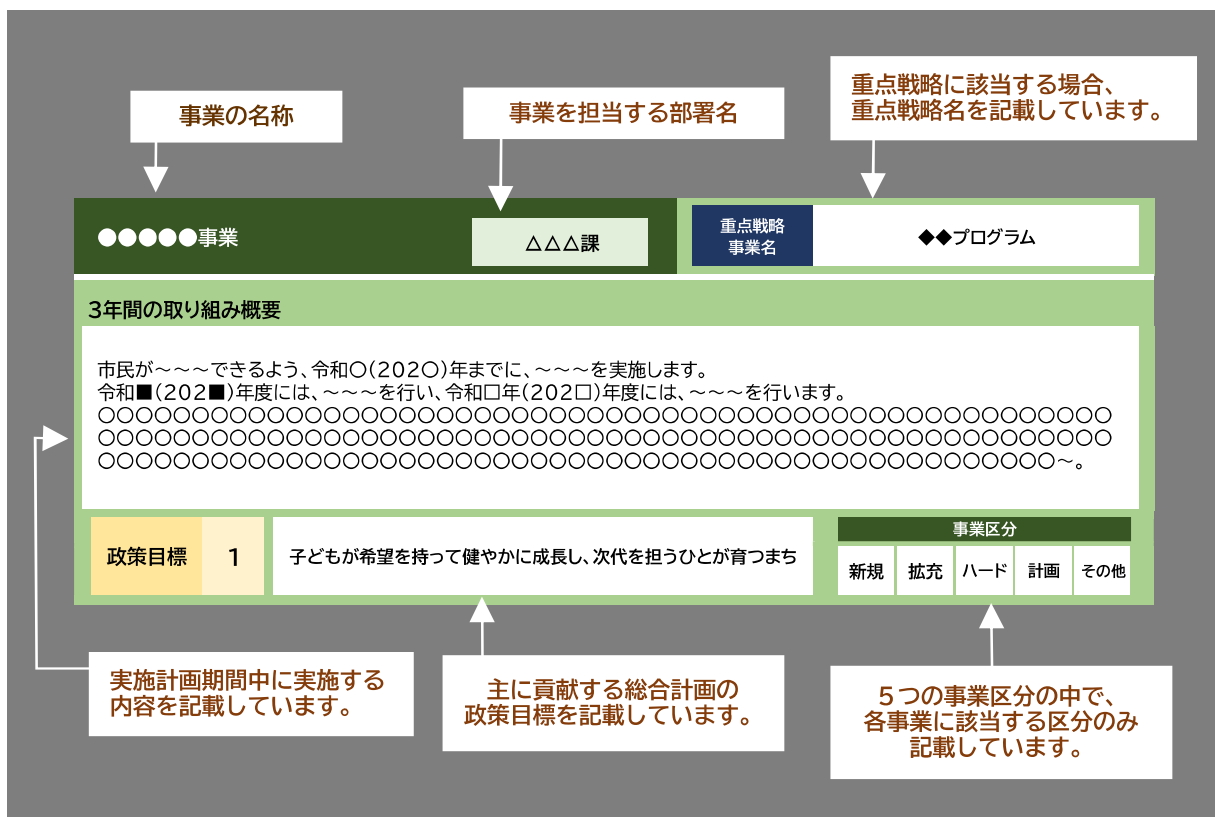 事業の名称
事業を担当する部署名
重点戦略に該当する場合、
重点戦略名を記載しています。
●●●●●事業
△△△課
重点戦略
事業名
◆◆プログラム
3年間の取り組み概要
市民が～～～できるよう、令和〇(202〇)年までに、～～～を実施します。
令和■(202■)年度には、～～～を行い、令和□年(202□)年度には、～～～を行います。
〇〇〇〇〇〇〇〇〇〇〇〇〇〇〇〇〇〇〇〇〇〇〇〇〇〇〇〇〇〇〇〇〇〇〇〇〇〇〇〇〇〇〇〇〇〇〇〇〇〇〇〇〇〇
〇〇〇〇〇〇〇〇〇〇〇〇〇〇〇〇〇〇〇〇〇〇〇〇〇〇〇〇〇〇〇〇〇〇〇〇〇〇〇〇〇〇〇〇〇〇〇〇〇〇〇〇〇〇
〇〇〇〇〇〇〇〇〇〇〇〇〇〇〇〇〇〇〇〇〇〇〇〇〇〇〇〇〇〇〇〇〇〇〇〇〇〇〇〇〇〇〇〇〇〇〇〇〇〇〇～。
政策目標
1
子どもが希望を持って健やかに成長し、次代を担うひとが育つまち
事業区分
新規
拡充
ハード
計画
その他
実施計画期間中に実施する
内容を記載しています。
主に貢献する総合計画の
政策目標を記載しています。
５つの事業区分の中で、
各事業に該当する区分のみ
記載しています。